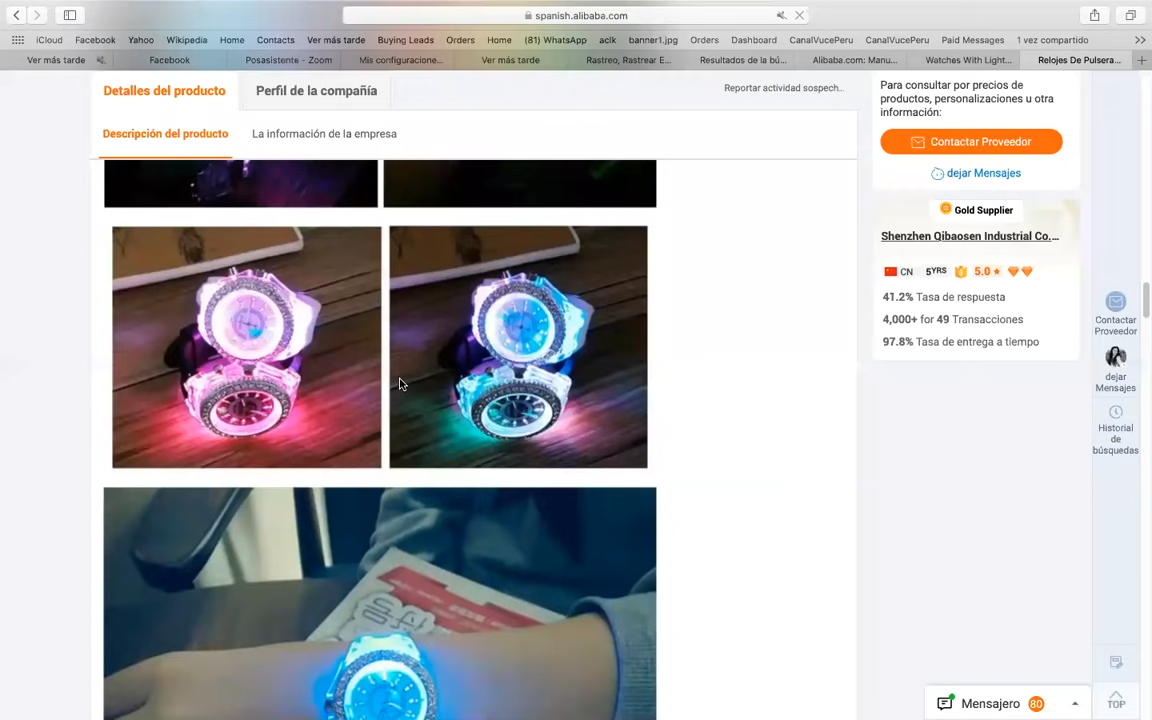 spanish.alibaba.com
iCloud Facebook Yahoo Wikipedia Home Contacts Ver más tarde Buying Leads Orders Home (81) WhatsApp aclk banner1.jpg Orders Dashboard CanalVucePeru CanalVucePeru Paid Messages 1 vez compartido
Ver más tarde Facebook Posasistente - Zoom Mis configuracione... Ver más tarde Rastreo, Rastrear E... Resultados de la bú... Alibaba.com: Manu... Watches With Light... Relojes De Pulsera...
Detalles del producto Perfil de la compañía Reportar actividad sospech...
Descripción del producto La información de la empresa
Para consultar por precios de
productos, personalizaciones u otra
información:
Contactar Proveedor
dejar Mensajes
Gold Supplier
Shenzhen Qibaosen Industrial Co....
CN 5YRS 5.0
41.2% Tasa de respuesta
4,000+ for 49 Transacciones
97.8% Tasa de entrega a tiempo
Contactar
Proveedor
dejar
Mensajes
Historial
de
búsquedas
Mensajero 80
TOP